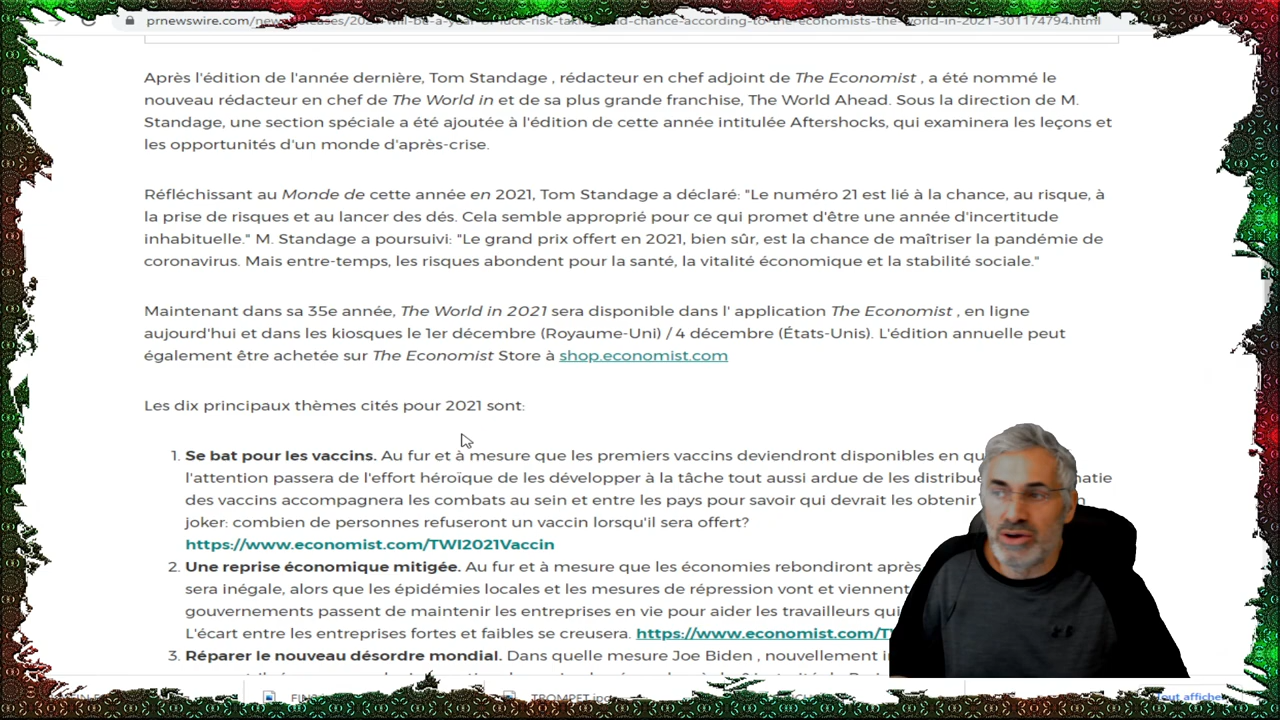 prnewswire.com/
-according-to-the-economists-the-world-in-2021-301174794.html
Après l'édition de l'année dernière, Tom Standage , rédacteur en chef adjoint de The Economist , a été nommé le
nouveau rédacteur en chef de The World in et de sa plus grande franchise, The World Ahead. Sous la direction de M.
Standage, une section spéciale a été ajoutée à l'édition de cette année intitulée Aftershocks, qui examinera les leçons et
les opportunités d'un monde d'après-crise.
Réfléchissant au Monde de cette année en 2021, Tom Standage a déclaré: "Le numéro 21 est lié à la chance, au risque, à
la prise de risques et au lancer des dés. Cela semble approprié pour ce qui promet d'être une année d'incertitude
inhabituelle." M. Standage a poursuivi: "Le grand prix offert en 2021, bien sûr, est la chance de maîtriser la pandémie de
coronavirus. Mais entre-temps, les risques abondent pour la santé, la vitalité économique et la stabilité sociale."
Maintenant dans sa 35e année, The World in 2021 sera disponible dans l' application The Economist , en ligne
aujourd'hui et dans les kiosques le 1er décembre (Royaume-Uni) / 4 décembre (États-Unis). L'édition annuelle peut
également être achetée sur The Economist Store à shop.economist.com
Les dix principaux thèmes cités pour 2021 sont:
1. Se bat pour les vaccins. Au fur et à mesure que les premiers vaccins deviendront disponibles en
l'attention passera de l'effort héroïque de les développer à la tâche tout aussi ardue de les
des vaccins accompagnera les combats au sein et entre les pays pour savoir qui devrait les obtenir
joker: combien de personnes refuseront un vaccin lorsqu'il sera offert?
https://www.economist.com/TWI2021Vaccin
2. Une reprise économique mitigée. Au fur et à mesure que les économies rebondiront après
sera inégale, alors que les épidémies locales et les mesures de répression vont et viennent
gouvernements passent de maintenir les entreprises en vie pour aider les travailleurs
L'écart entre les entreprises fortes et faibles se creusera. https://www.economist.com/
3. Réparer le nouveau désordre mondial. Dans quelle mesure Joe Biden , nouvellement
TROMPET.jpg
tout affiche